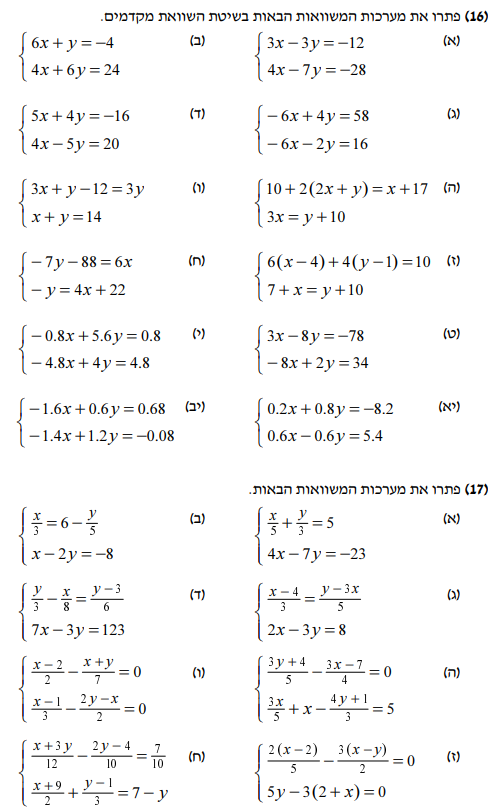 (16) פתרו את מערכות המשוואות הבאות בשיטת השוואת מקדמים.
(א) 3x − 3y = −12
4x − 7y = −28
(ב) 6x + y = −4
4x + 6y = 24
(ג) − 6x + 4y = 58
− 6x − 2y = 16
(ד) 5x + 4y = −16
4x − 5y = 20
(ה) 10 + 2(2x + y) = x + 17
3x = y + 10
(ו) 3x + y − 12 = 3y
x + y = 14
(ז) 6(x − 4) + 4(y − 1) = 10
7 + x = y + 10
(ח) − 7y − 88 = 6x
− y = 4x + 22
(ט) 3x − 8y = −78
− 8x + 2y = 34
(י) − 0.8x + 5.6y = 0.8
− 4.8x + 4y = 4.8
(יא) 0.2x + 0.8y = −8.2
0.6x − 0.6y = 5.4
(יב) − 1.6x + 0.6y = 0.68
− 1.4x + 1.2y = −0.08
(17) פתרו את מערכות המשוואות הבאות.
(א) x/5 + y/3 = 5
4x − 7y = −23
(ב) x/3 = 6 − y/5
x − 2y = −8
(ג) (x − 4)/3 = (y − 3x)/5
2x − 3y = 8
(ד) y/3 − x/8 = (y − 3)/6
7x − 3y = 123
(ה) (3y + 4)/5 − (3x − 7)/4 = 0
3x/5 + x − (4y + 1)/3 = 5
(ו) (x − 2)/2 − (x + y)/7 = 0
(x − 1)/3 − (2y − x)/2 = 0
(ז) 2(x − 2)/5 − 3(x − y)/2 = 0
5y − 3(2 + x) = 0
(ח) (x + 3y)/12 − (2y − 4)/10 = 7/10
(x + 9)/2 + (y − 1)/3 = 7 − y